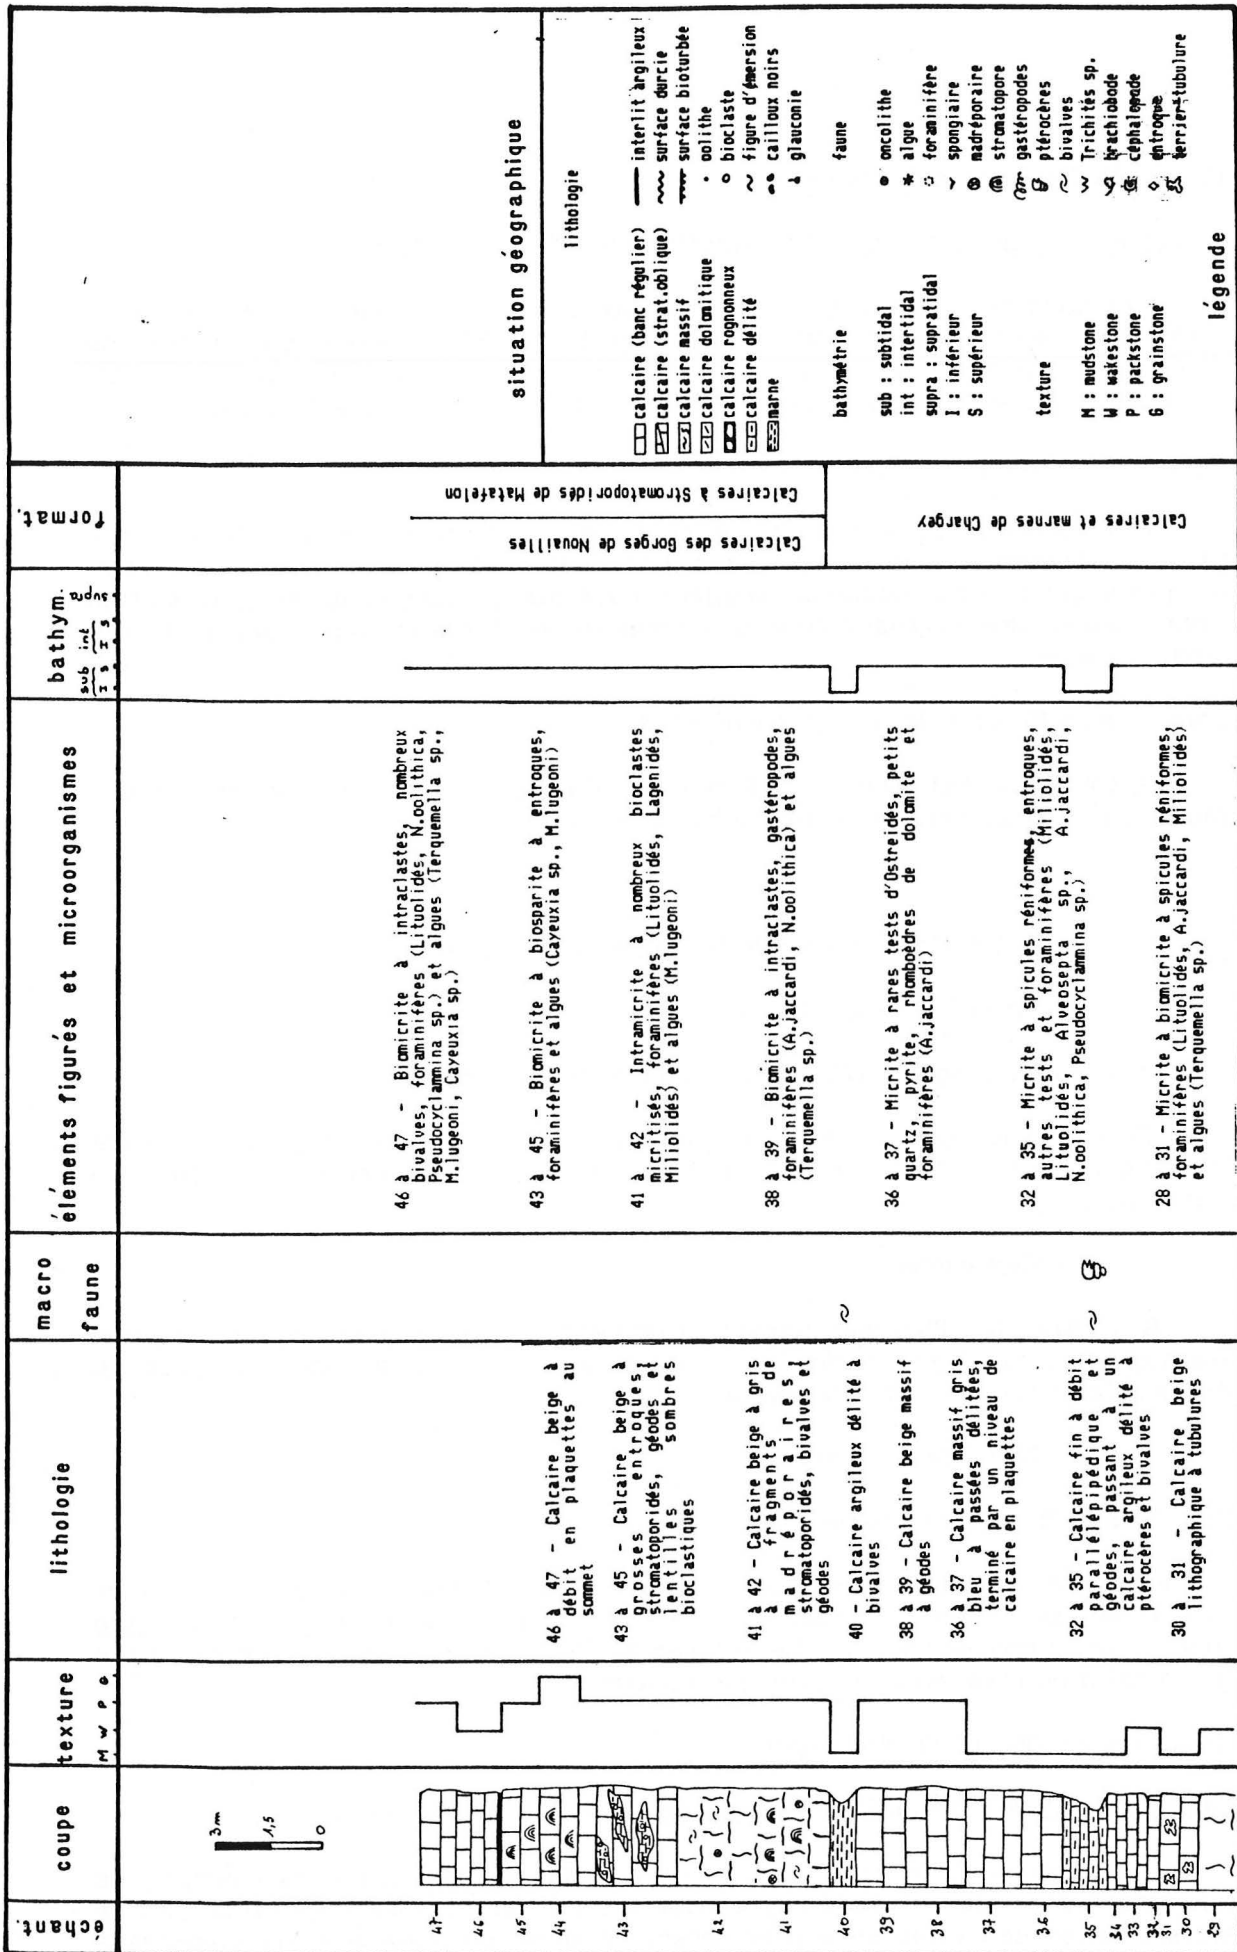 échant.
coupe
texture
M W P G
lithologie
macro
faune
éléments figurés et microorganismes
bathym.
sub int supra
I S I S
format.
3m
1,5
0
47
46
45
44
43
42
41
40
39
38
37
36
35
34
33
32
31
30
29
46 à 47 - Calcaire beige à
débit en plaquettes au
sommet
43 à 45 - Calcaire beige à
grosses entroques,
stromatoporidés, géodes et
lentilles sombres
bioclastiques
41 à 42 - Calcaire beige à gris
à fragments de
madréporaires,
stromatoporidés, bivalves et
géodes
40 - Calcaire argileux délité à
bivalves
38 à 39 - Calcaire beige massif
à géodes
36 à 37 - Calcaire massif gris
bleu à passées délitées,
terminé par un niveau de
calcaire en plaquettes
32 à 35 - Calcaire fin à débit
parallélépipédique et
géodes, passant à un
calcaire argileux délité à
ptérocères et bivalves
30 à 31 - Calcaire beige
lithographique à tubulures
46 à 47 - Biomicrite à intraclastes, nombreux
bivalves, foraminifères (Lituolidés, N.oolithica,
Pseudocyclammina sp.) et algues (Terquemella sp.,
M.lugeoni, Cayeuxia sp.)
43 à 45 - Biomicrite à biosparite à entroques,
foraminifères et algues (Cayeuxia sp., M.lugeoni)
41 à 42 - Intramicrite à nombreux bioclastes
micritisés, foraminifères (Lituolidés, Lagenidés,
Miliolidés) et algues (M.lugeoni)
38 à 39 - Biomicrite à intraclastes, gastéropodes,
foraminifères (A.jaccardi, N.oolithica) et algues
(Terquemella sp.)
36 à 37 - Micrite à rares tests d'Ostreidés, petits
quartz, pyrite, rhomboèdres de dolomite et
foraminifères (A.jaccardi)
32 à 35 - Micrite à spicules réniformes, entroques,
autres tests et foraminifères (Miliolidés,
Lituolidés, Alveosepta sp., A.jaccardi,
N.oolithica, Pseudocyclammina sp.)
28 à 31 - Micrite à biomicrite à spicules réniformes,
foraminifères (Lituolidés, A.jaccardi, Miliolidés)
et algues (Terquemella sp.)
Calcaires des Gorges de Nouailles
Calcaires à Stromatoporidés de Matafelon
Calcaires et marnes de Chargey
situation géographique
lithologie
calcaire (banc régulier)
calcaire (strat.oblique)
calcaire massif
calcaire dolomitique
calcaire rognonneux
calcaire délité
marne
interlit argileux
surface durcie
surface bioturbée
oolithe
bioclaste
figure d'émersion
cailloux noirs
glauconie
bathymétrie
sub : subtidal
int : intertidal
supra : supratidal
I : inférieur
S : supérieur
texture
M : mudstone
W : wakestone
P : packstone
G : grainstone
faune
oncolithe
algue
foraminifère
spongiaire
madréporaire
stromatopore
gastéropodes
ptérocères
bivalves
Trichites sp.
brachiobode
céphalopode
entroque
terrier-tubulure
légende